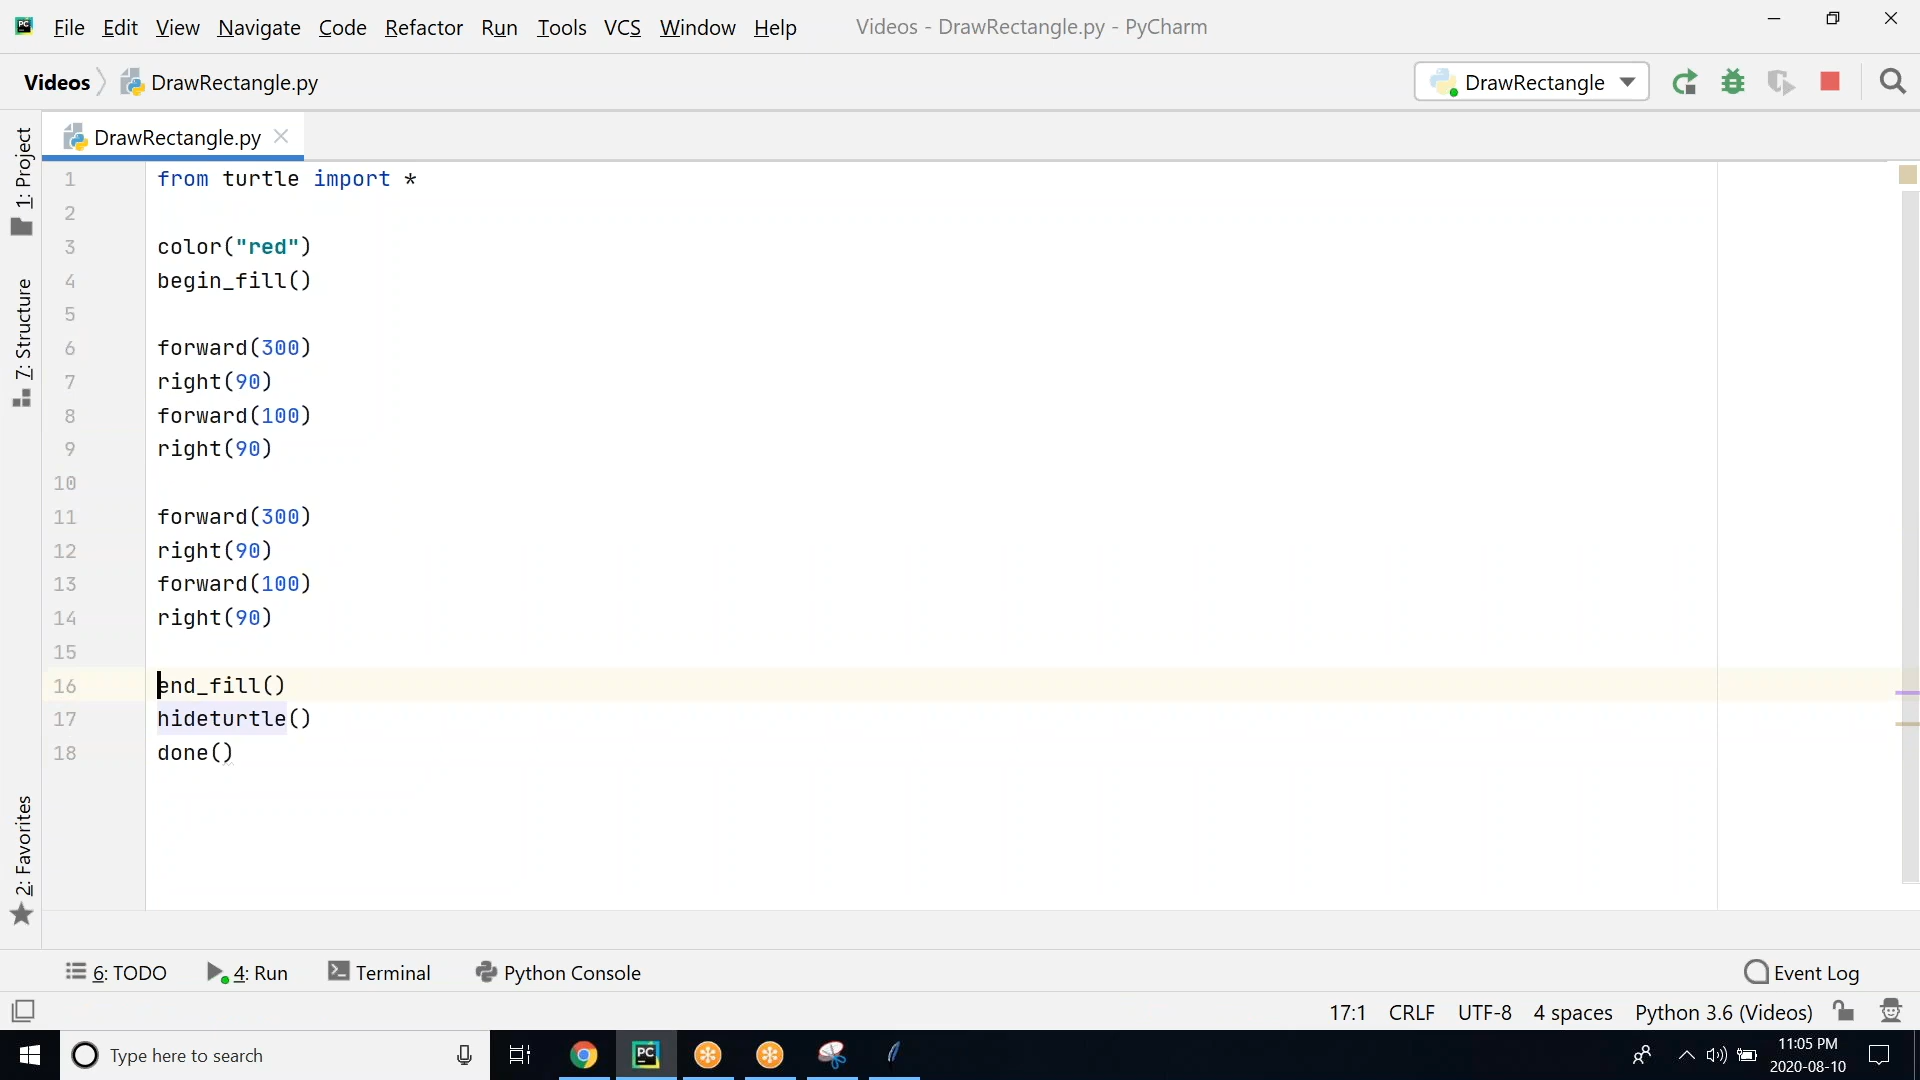 File Edit View Navigate Code Refactor Run Tools VCS Window Help Videos - DrawRectangle.py - PyCharm
Videos DrawRectangle.py DrawRectangle
DrawRectangle.py
1: Project
7: Structure
2: Favorites
1 from turtle import *
2
3 color("red")
4 begin_fill()
5
6 forward(300)
7 right(90)
8 forward(100)
9 right(90)
10
11 forward(300)
12 right(90)
13 forward(100)
14 right(90)
15
16 end_fill()
17 hideturtle()
18 done()
6: TODO 4: Run Terminal Python Console Event Log
17:1 CRLF UTF-8 4 spaces Python 3.6 (Videos)
Type here to search PC 11:05 PM
2020-08-10